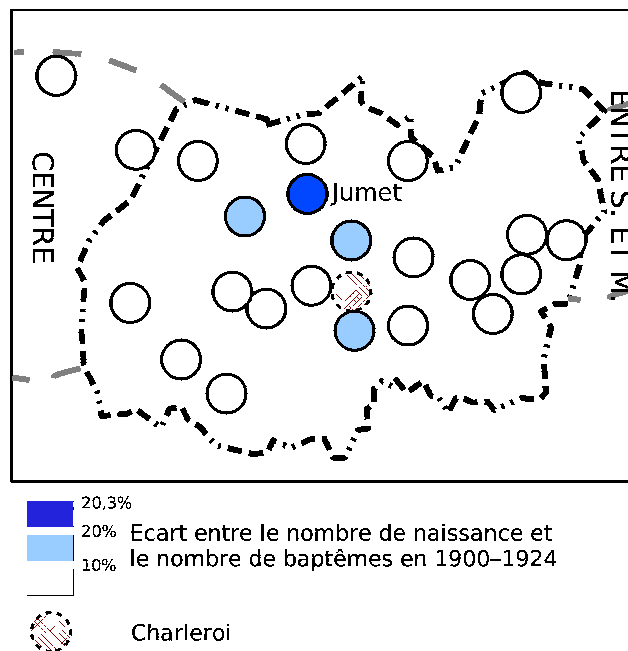 CENTRE
Jumet
ENTRE S. ET M
20,3%
20%
10%
Ecart entre le nombre de naissance et
le nombre de baptêmes en 1900–1924
Charleroi